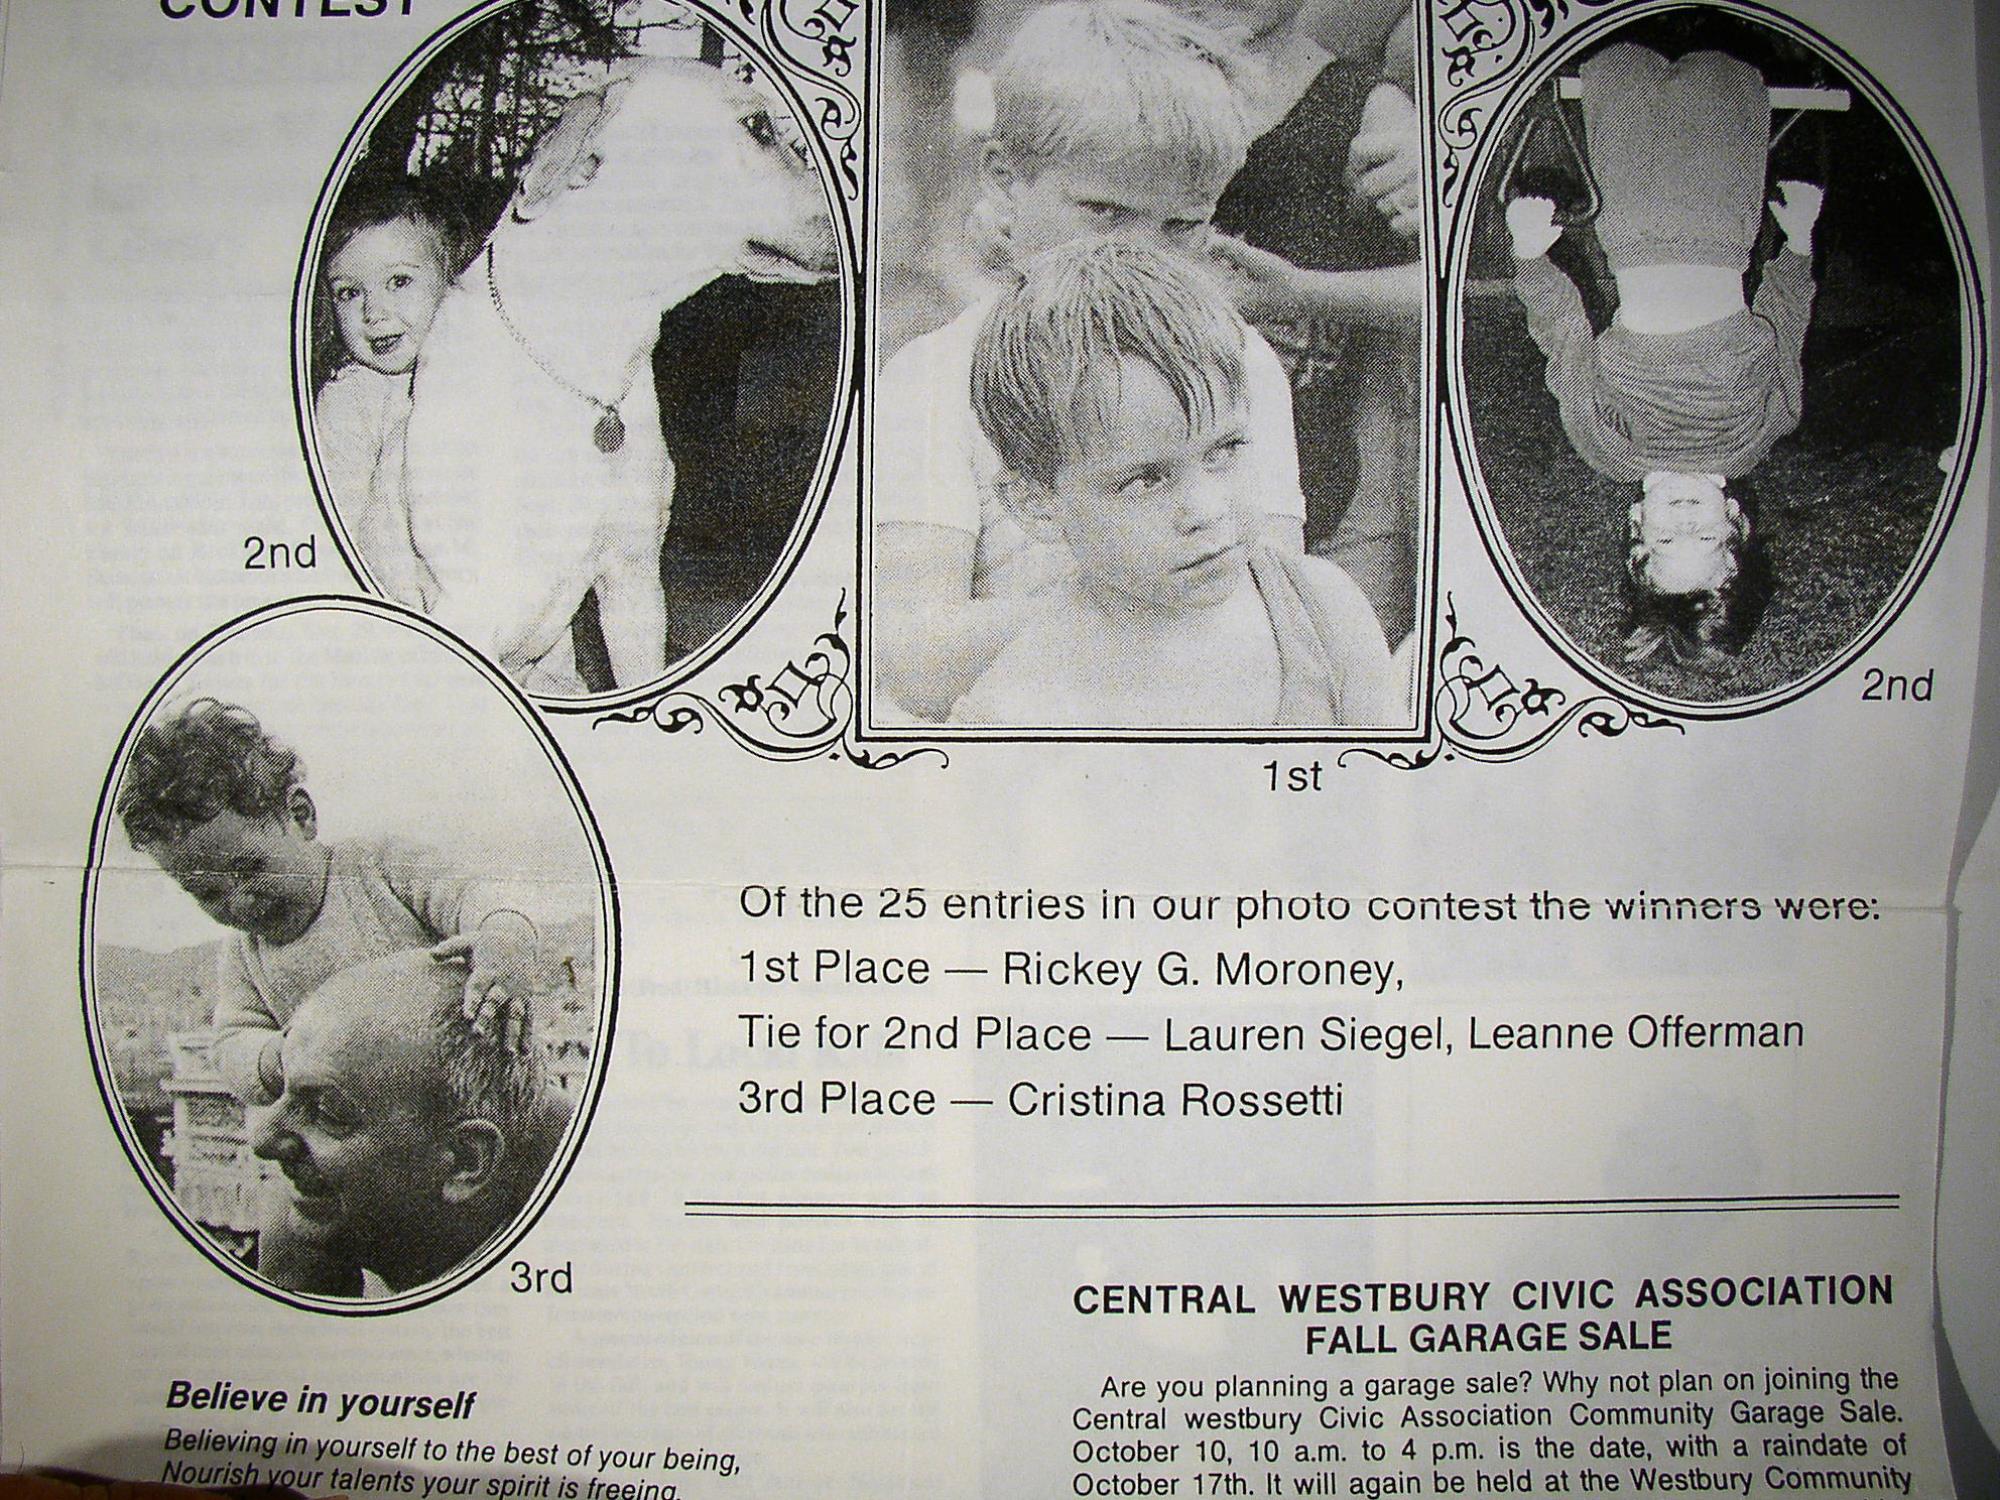 CONTEST
2nd
1st
2nd
3rd
Of the 25 entries in our photo contest the winners were:
1st Place — Rickey G. Moroney,
Tie for 2nd Place — Lauren Siegel, Leanne Offerman
3rd Place — Cristina Rossetti
Believe in yourself
Believing in yourself to the best of your being,
Nourish your talents your spirit is freeing.
CENTRAL WESTBURY CIVIC ASSOCIATION
FALL GARAGE SALE
Are you planning a garage sale? Why not plan on joining the
Central westbury Civic Association Community Garage Sale.
October 10, 10 a.m. to 4 p.m. is the date, with a raindate of
October 17th. It will again be held at the Westbury Community